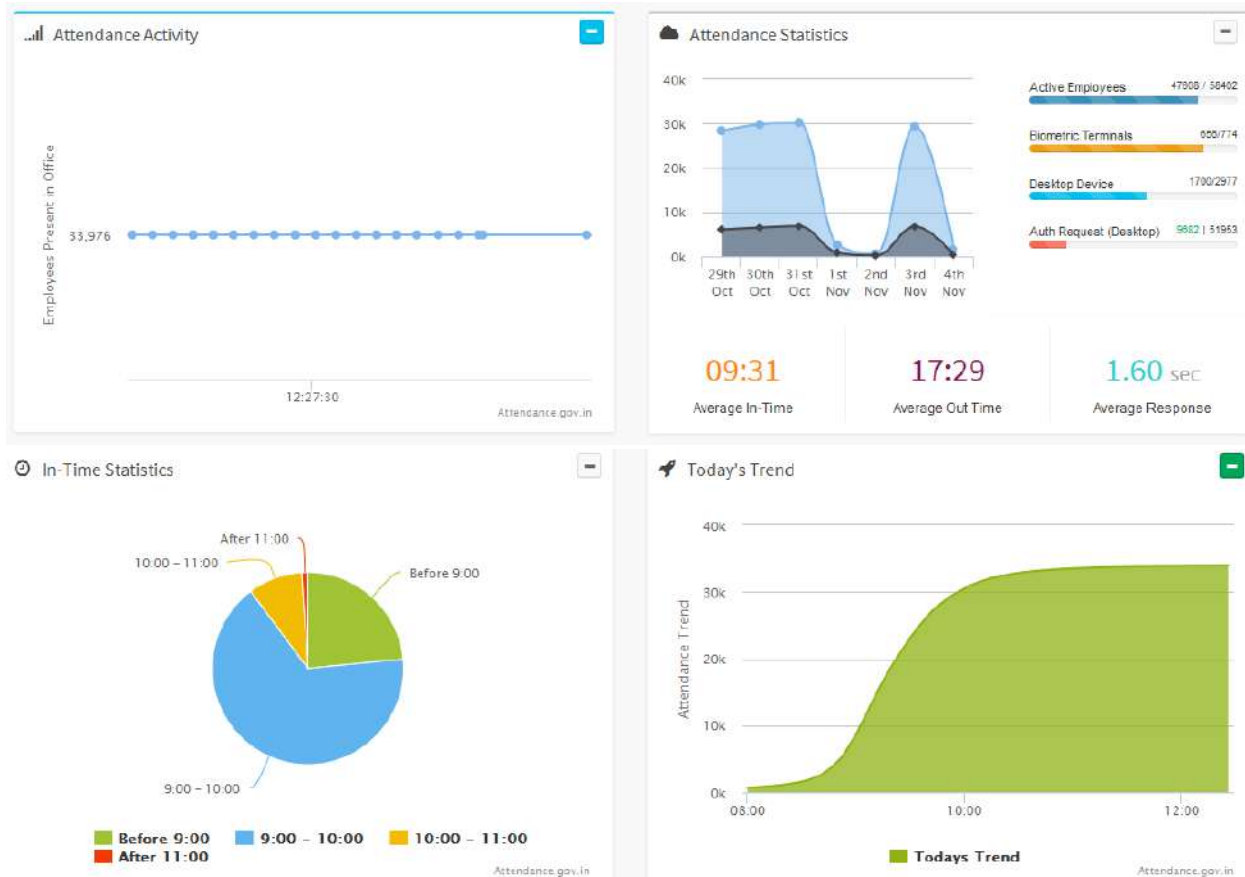 Attendance Activity
Employees Present in Office
33,976
12:27:30
Attendance.gov.in
Attendance Statistics
40k
30k
20k
10k
0k
29th Oct
30th Oct
31st Oct
1st Nov
2nd Nov
3rd Nov
4th Nov
Active Employees
Biometric Terminals
Desktop Device 1700/2977
Auth Request (Desktop) 9682 | 51953
09:31
Average In-Time
17:29
Average Out Time
1.60 sec
Average Response
In-Time Statistics
After 11:00
10:00 – 11:00
Before 9:00
9:00 – 10:00
Before 9:00
9:00 – 10:00
10:00 – 11:00
After 11:00
Attendance.gov.in
Today's Trend
Attendance Trend
40k
30k
20k
10k
0k
08:00
10:00
12:00
Todays Trend
Attendance.gov.in